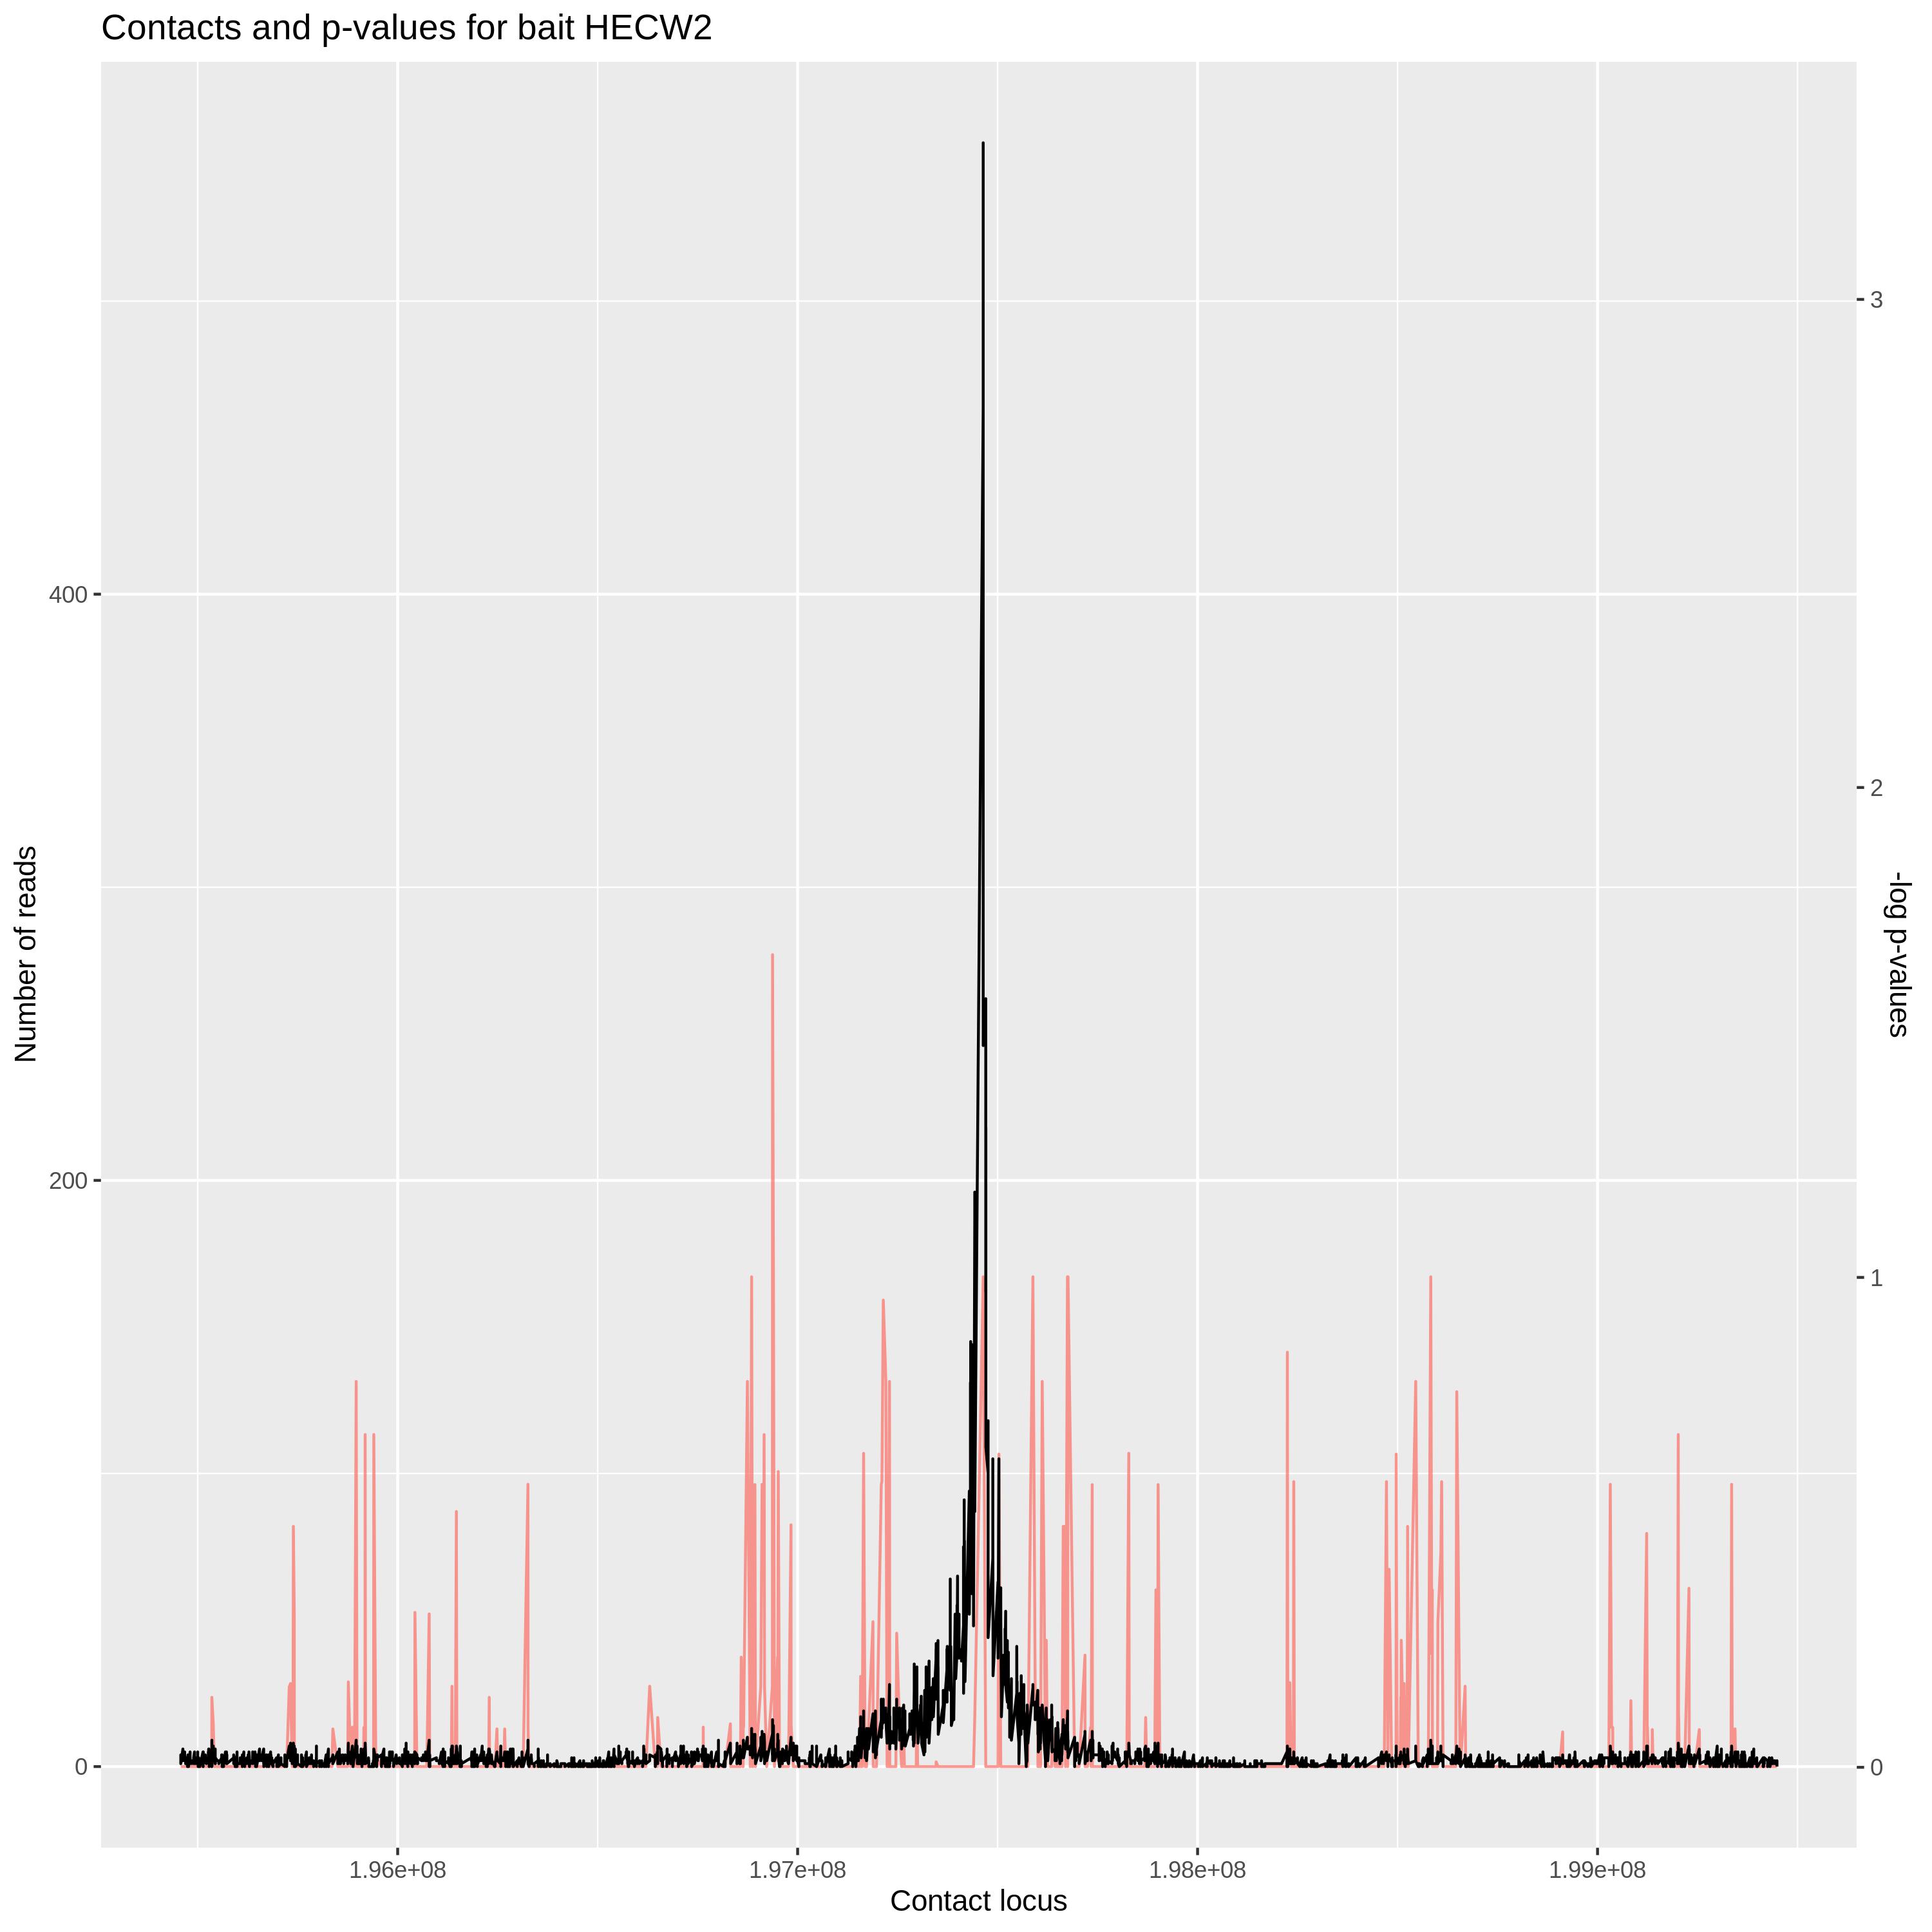 Contacts and p-values for bait HECW2
Number of reads
400
200
0
3
2
1
0
-log p-values
1.96e+08
1.97e+08
1.98e+08
1.99e+08
Contact locus